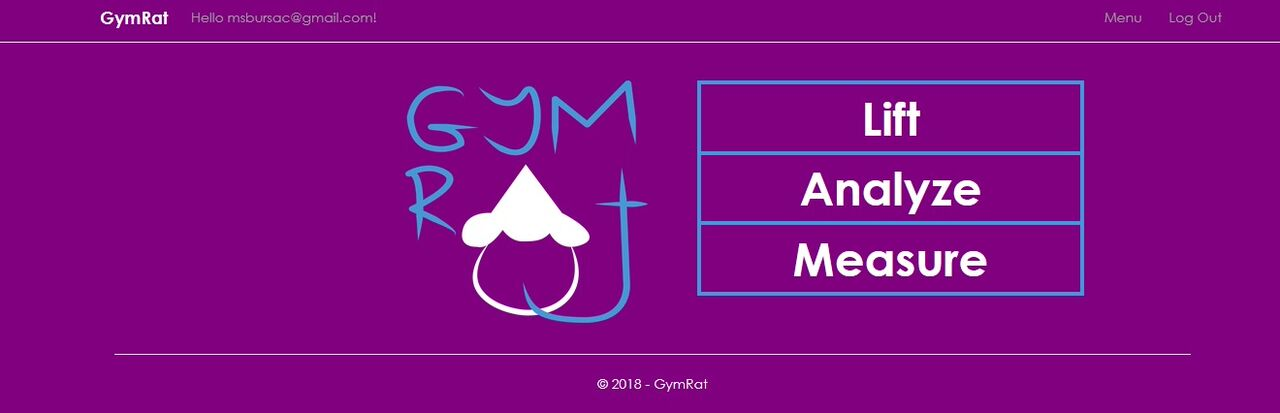 GymRat Hello msbursac@gmail.com! Menu Log Out
GYM
RAT
Lift
Analyze
Measure
© 2018 - GymRat